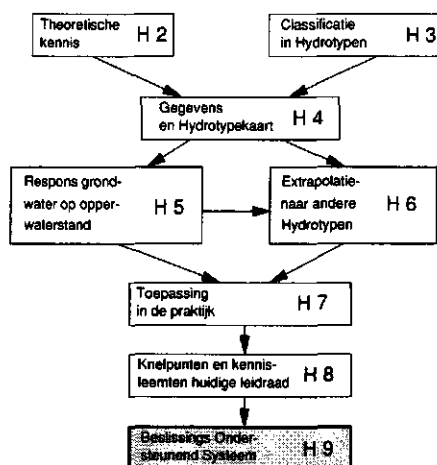 Theoretische
kennis
H 2
Classificatie
in Hydrotypen
H 3
Gegevens
en Hydrotypekaart
H 4
Respons grond-
water op opper-
waterstand
H 5
Extrapolatie
naar andere
Hydrotypen
H 6
Toepassing
in de praktijk
H 7
Knelpunten en kennis-
leemten huidige leidraad
H 8
Beslissings Onder-
steunend Systeem
H 9